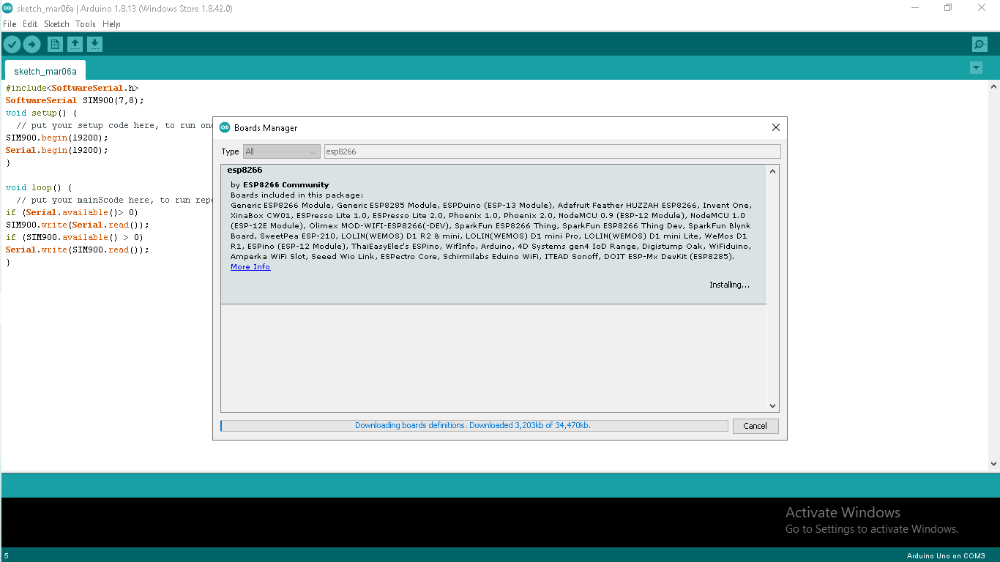 sketch_mar06a | Arduino 1.8.13 (Windows Store 1.8.42.0)
File Edit Sketch Tools Help
sketch_mar06a
#include<SoftwareSerial.h>
SoftwareSerial SIM900(7,8);
void setup() {
// put your setup code here, to run on
SIM900.begin(19200);
Serial.begin(19200);
}
void loop() {
// put your mainScode here, to run rep
if (Serial.available()> 0)
SIM900.write(Serial.read());
if (SIM900.available() > 0)
Serial.write(SIM900.read());
}
Boards Manager
Type All esp8266
esp8266
by ESP8266 Community
Boards included in this package:
Generic ESP8266 Module, Generic ESP8285 Module, ESPDuino (ESP-13 Module), Adafruit Feather HUZZAH ESP8266, Invent One,
XinaBox CW01, ESPresso Lite 1.0, ESPresso Lite 2.0, Phoenix 1.0, Phoenix 2.0, NodeMCU 0.9 (ESP-12 Module), NodeMCU 1.0
(ESP-12E Module), Olimex MOD-WIFI-ESP8266(-DEV), SparkFun ESP8266 Thing, SparkFun ESP8266 Thing Dev, SparkFun Blynk
Board, SweetPea ESP-210, LOLIN(WEMOS) D1 R2 & mini, LOLIN(WEMOS) D1 mini Pro, LOLIN(WEMOS) D1 mini Lite, WeMos D1
R1, ESPino (ESP-12 Module), ThaiEasyElec's ESPino, WifInfo, Arduino, 4D Systems gen4 IoD Range, Digistump Oak, WiFiduino,
Amperka WiFi Slot, Seeed Wio Link, ESPectro Core, Schirmilabs Eduino WiFi, ITEAD Sonoff, DOIT ESP-Mx DevKit (ESP8285).
More Info
Installing...
Downloading boards definitions. Downloaded 3,203kb of 34,470kb.
Cancel
Activate Windows
Go to Settings to activate Windows.
5
Arduino Uno on COM3